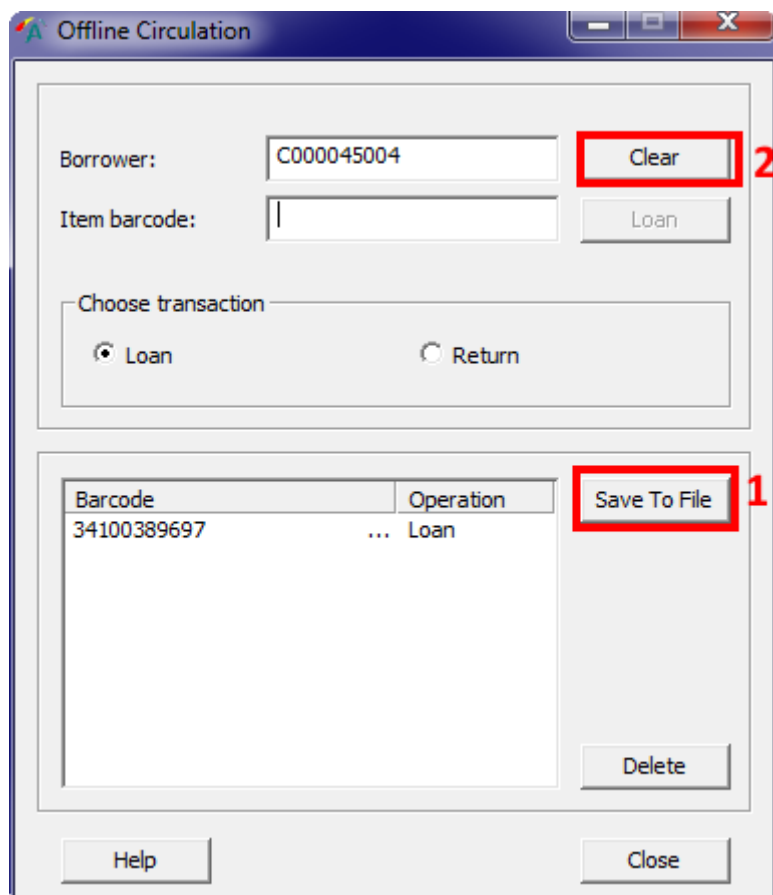 Offline Circulation
Borrower: C000045004 Clear 2
Item barcode: Loan
Choose transaction
Loan Return
Barcode Operation Save To File 1
34100389697 ... Loan
Delete
Help Close